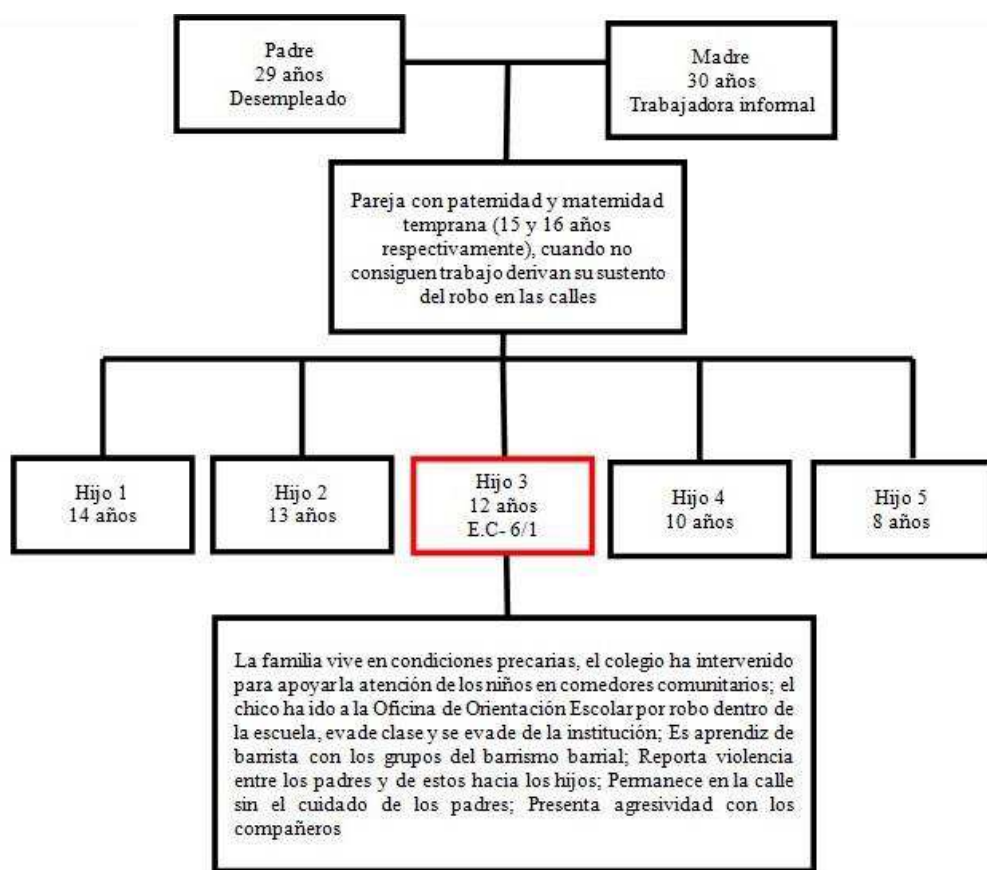 Padre
29 años
Desempleado
Madre
30 años
Trabajadora informal
Pareja con paternidad y maternidad
temprana (15 y 16 años
respectivamente), cuando no
consiguen trabajo derivan su sustento
del robo en las calles
Hijo 1
14 años
Hijo 2
13 años
Hijo 3
12 años
E.C- 6/1
Hijo 4
10 años
Hijo 5
8 años
La familia vive en condiciones precarias, el colegio ha intervenido
para apoyar la atención de los niños en comedores comunitarios; el
chico ha ido a la Oficina de Orientación Escolar por robo dentro de
la escuela, evade clase y se evade de la institución; Es aprendiz de
barrista con los grupos del barrismo barrial; Reporta violencia
entre los padres y de estos hacia los hijos; Permanece en la calle
sin el cuidado de los padres; Presenta agresividad con los
compañeros